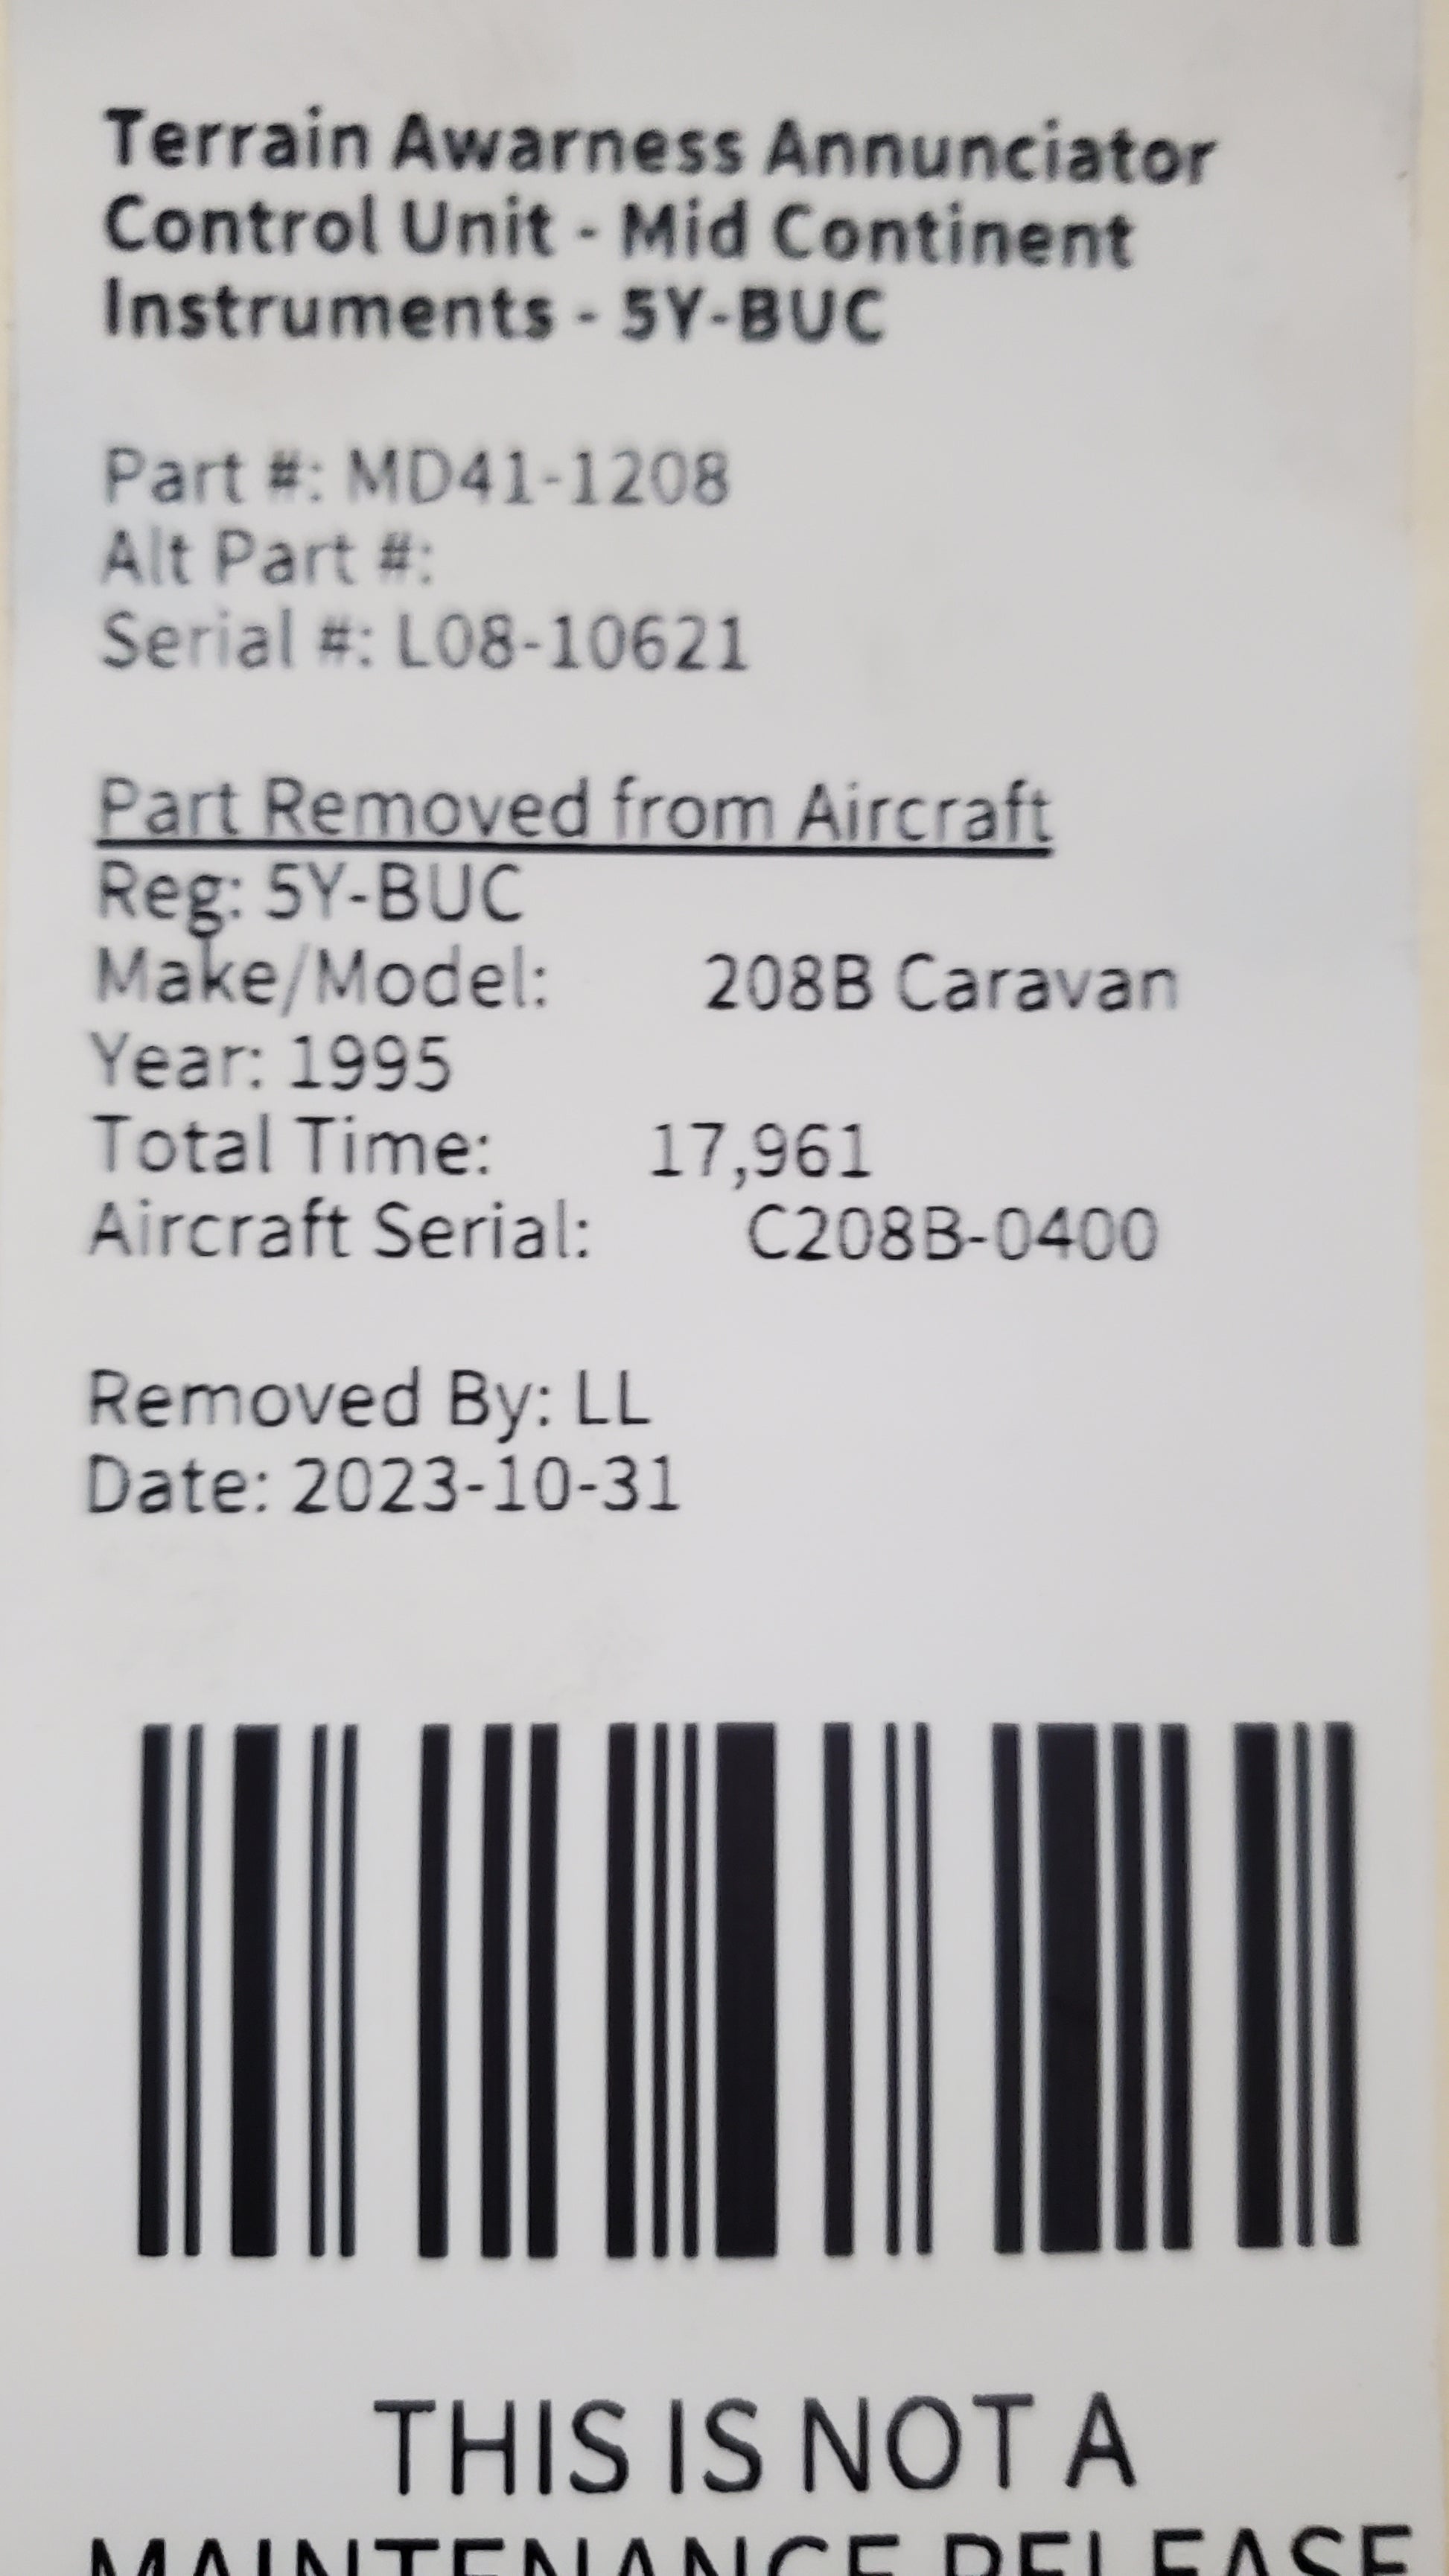 Terrain Awarness Annunciator
Control Unit - Mid Continent
Instruments - 5Y-BUC
Part #: MD41-1208
Alt Part #:
Serial #: L08-10621
Part Removed from Aircraft
Reg: 5Y-BUC
Make/Model: 208B Caravan
Year: 1995
Total Time: 17,961
Aircraft Serial: C208B-0400
Removed By: LL
Date: 2023-10-31
THIS IS NOT A
MAINTENANCE RELEASE